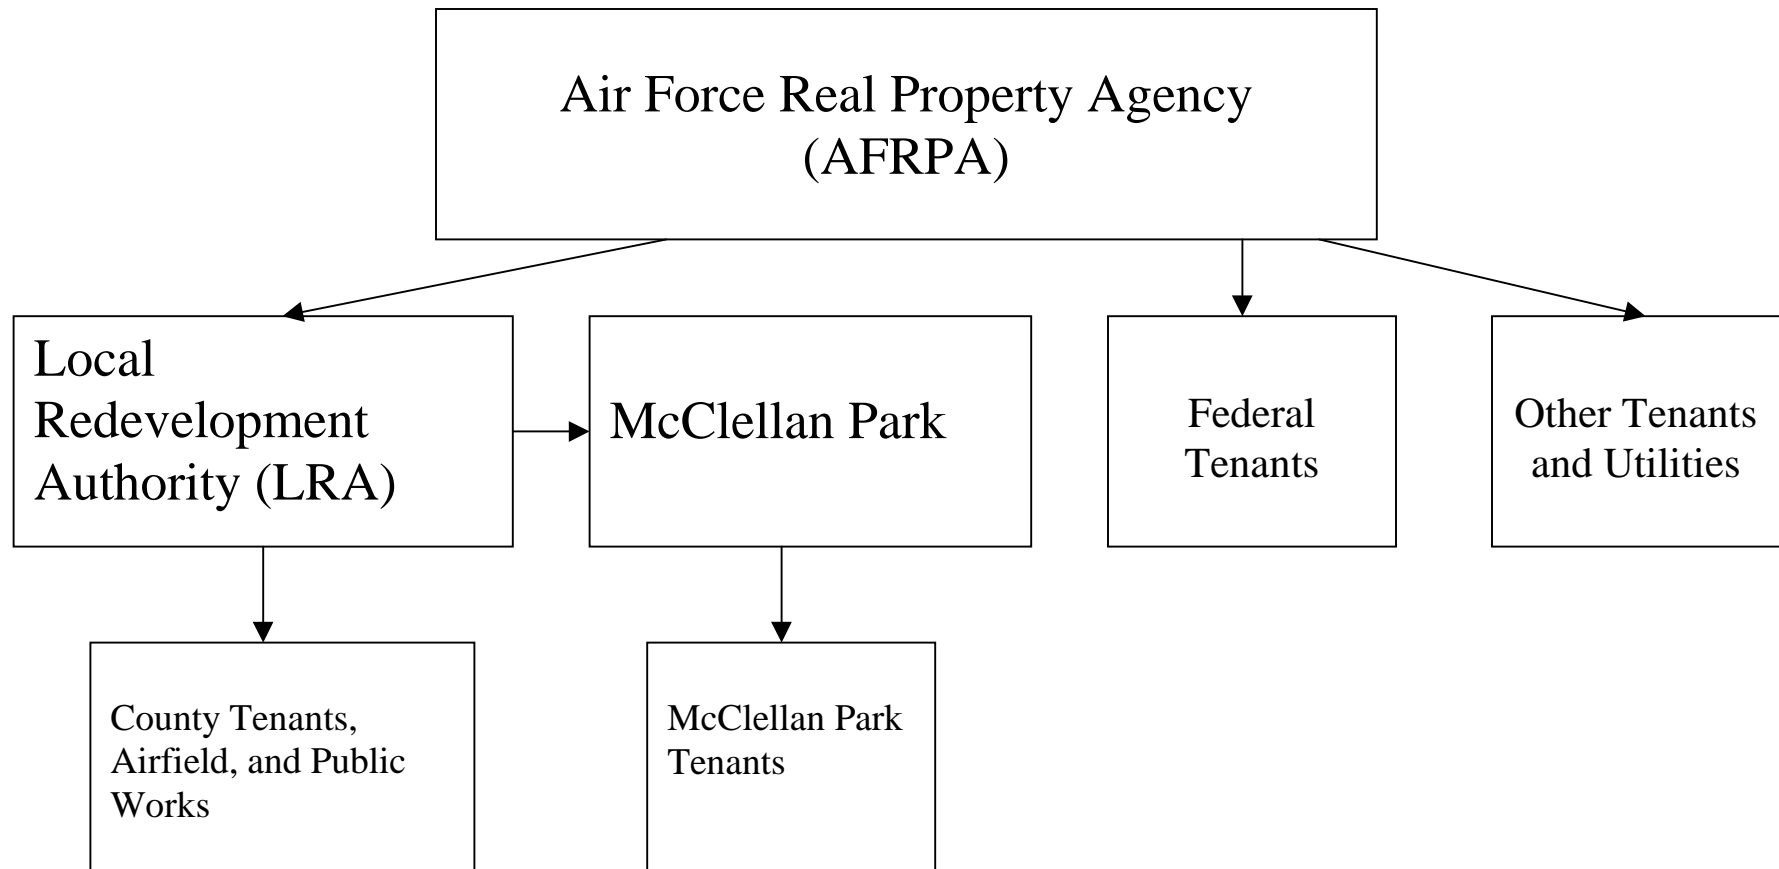 Air Force Real Property Agency
(AFRPA)
Local
Redevelopment
Authority (LRA)
McClellan Park
Federal
Tenants
Other Tenants
and Utilities
County Tenants,
Airfield, and Public
Works
McClellan Park
Tenants